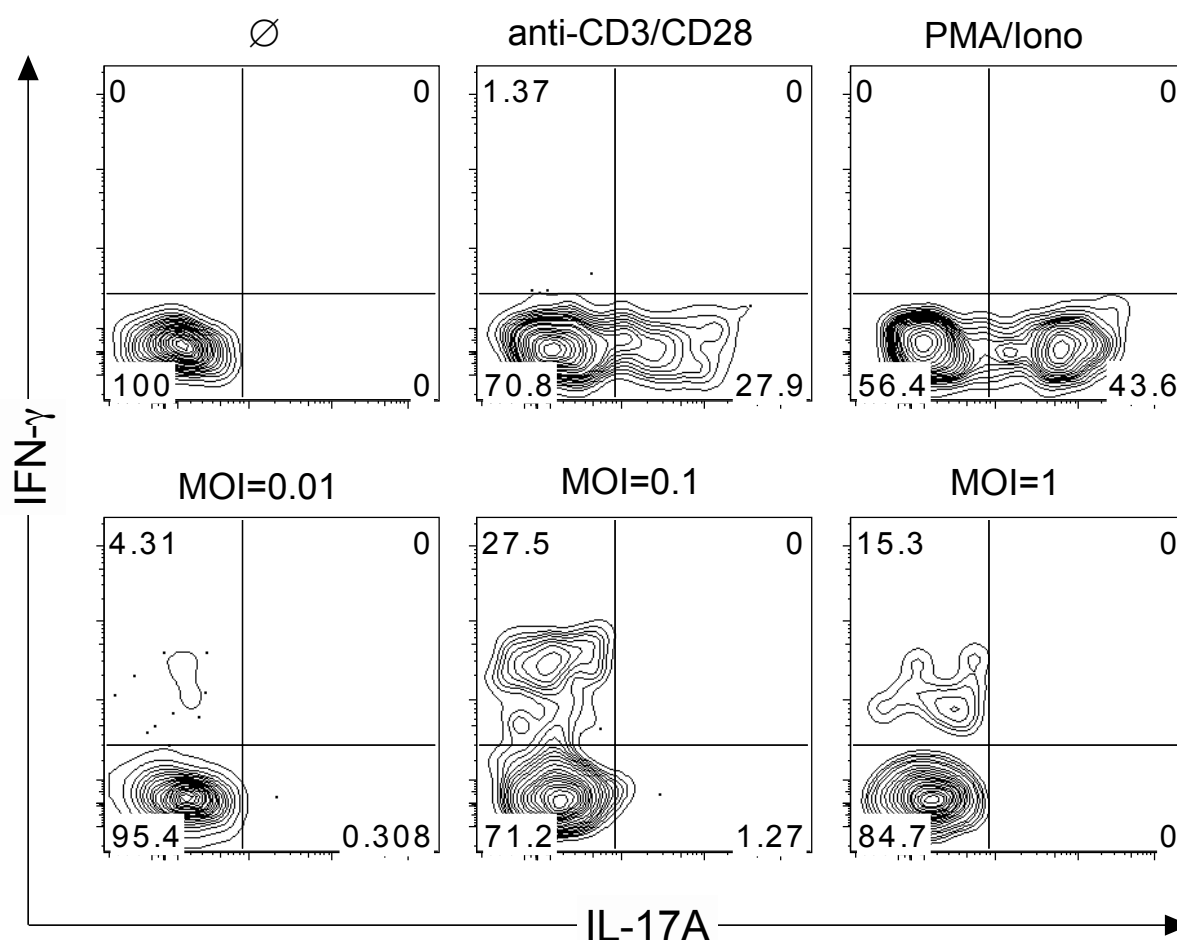 ∅
anti-CD3/CD28
PMA/Iono
0 0
100 0
1.37 0
70.8 27.9
0 0
56.4 43.6
IFN-γ
MOI=0.01
MOI=0.1
MOI=1
4.31 0
95.4 0.308
27.5 0
71.2 1.27
15.3 0
84.7 0
IL-17A